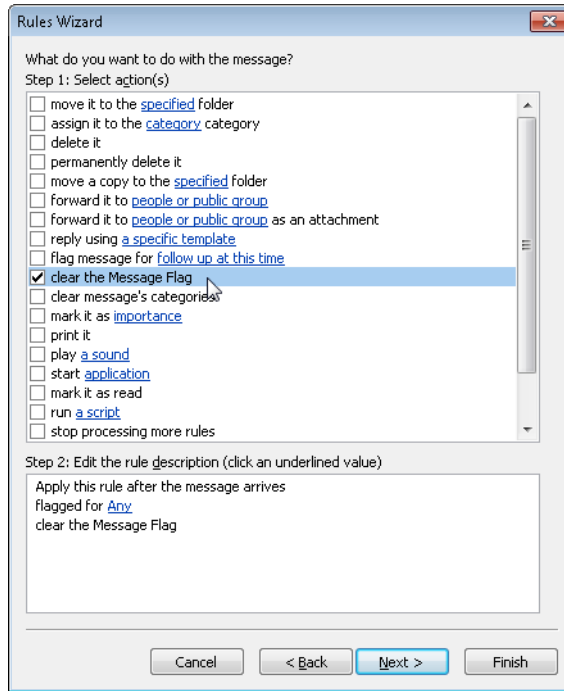 Rules Wizard
What do you want to do with the message?
Step 1: Select action(s)
move it to the specified folder
assign it to the category category
delete it
permanently delete it
move a copy to the specified folder
forward it to people or public group
forward it to people or public group as an attachment
reply using a specific template
flag message for follow up at this time
clear the Message Flag
clear message's categories
mark it as importance
print it
play a sound
start application
mark it as read
run a script
stop processing more rules
Step 2: Edit the rule description (click an underlined value)
Apply this rule after the message arrives
flagged for Any
clear the Message Flag
Cancel < Back Next > Finish